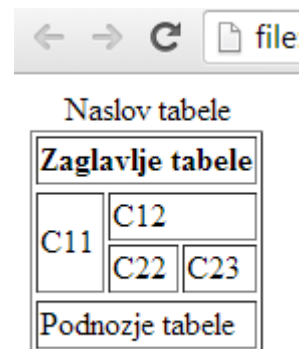 file
Naslov tabele
Zaglavlje tabele
C11
C12
C22
C23
Podnozje tabele